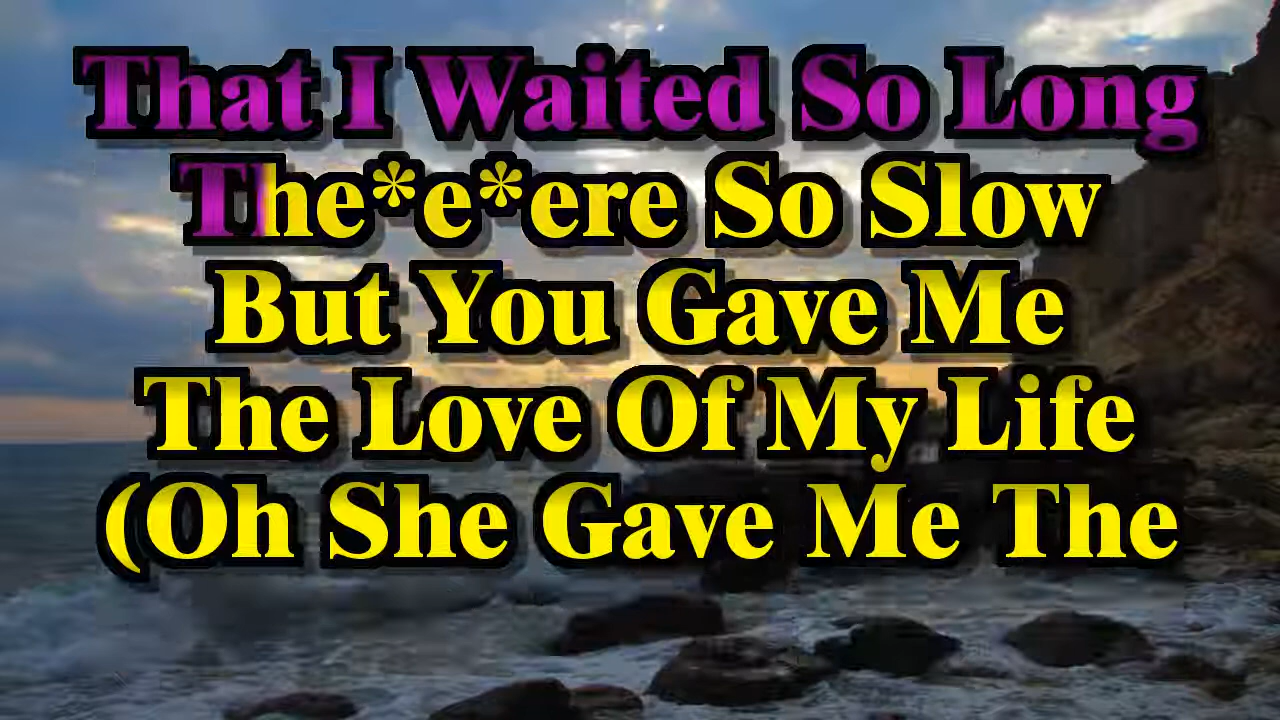 That I Waited So Long
The*e*ere So Slow
But You Gave Me
The Love Of My Life
(Oh She Gave Me The